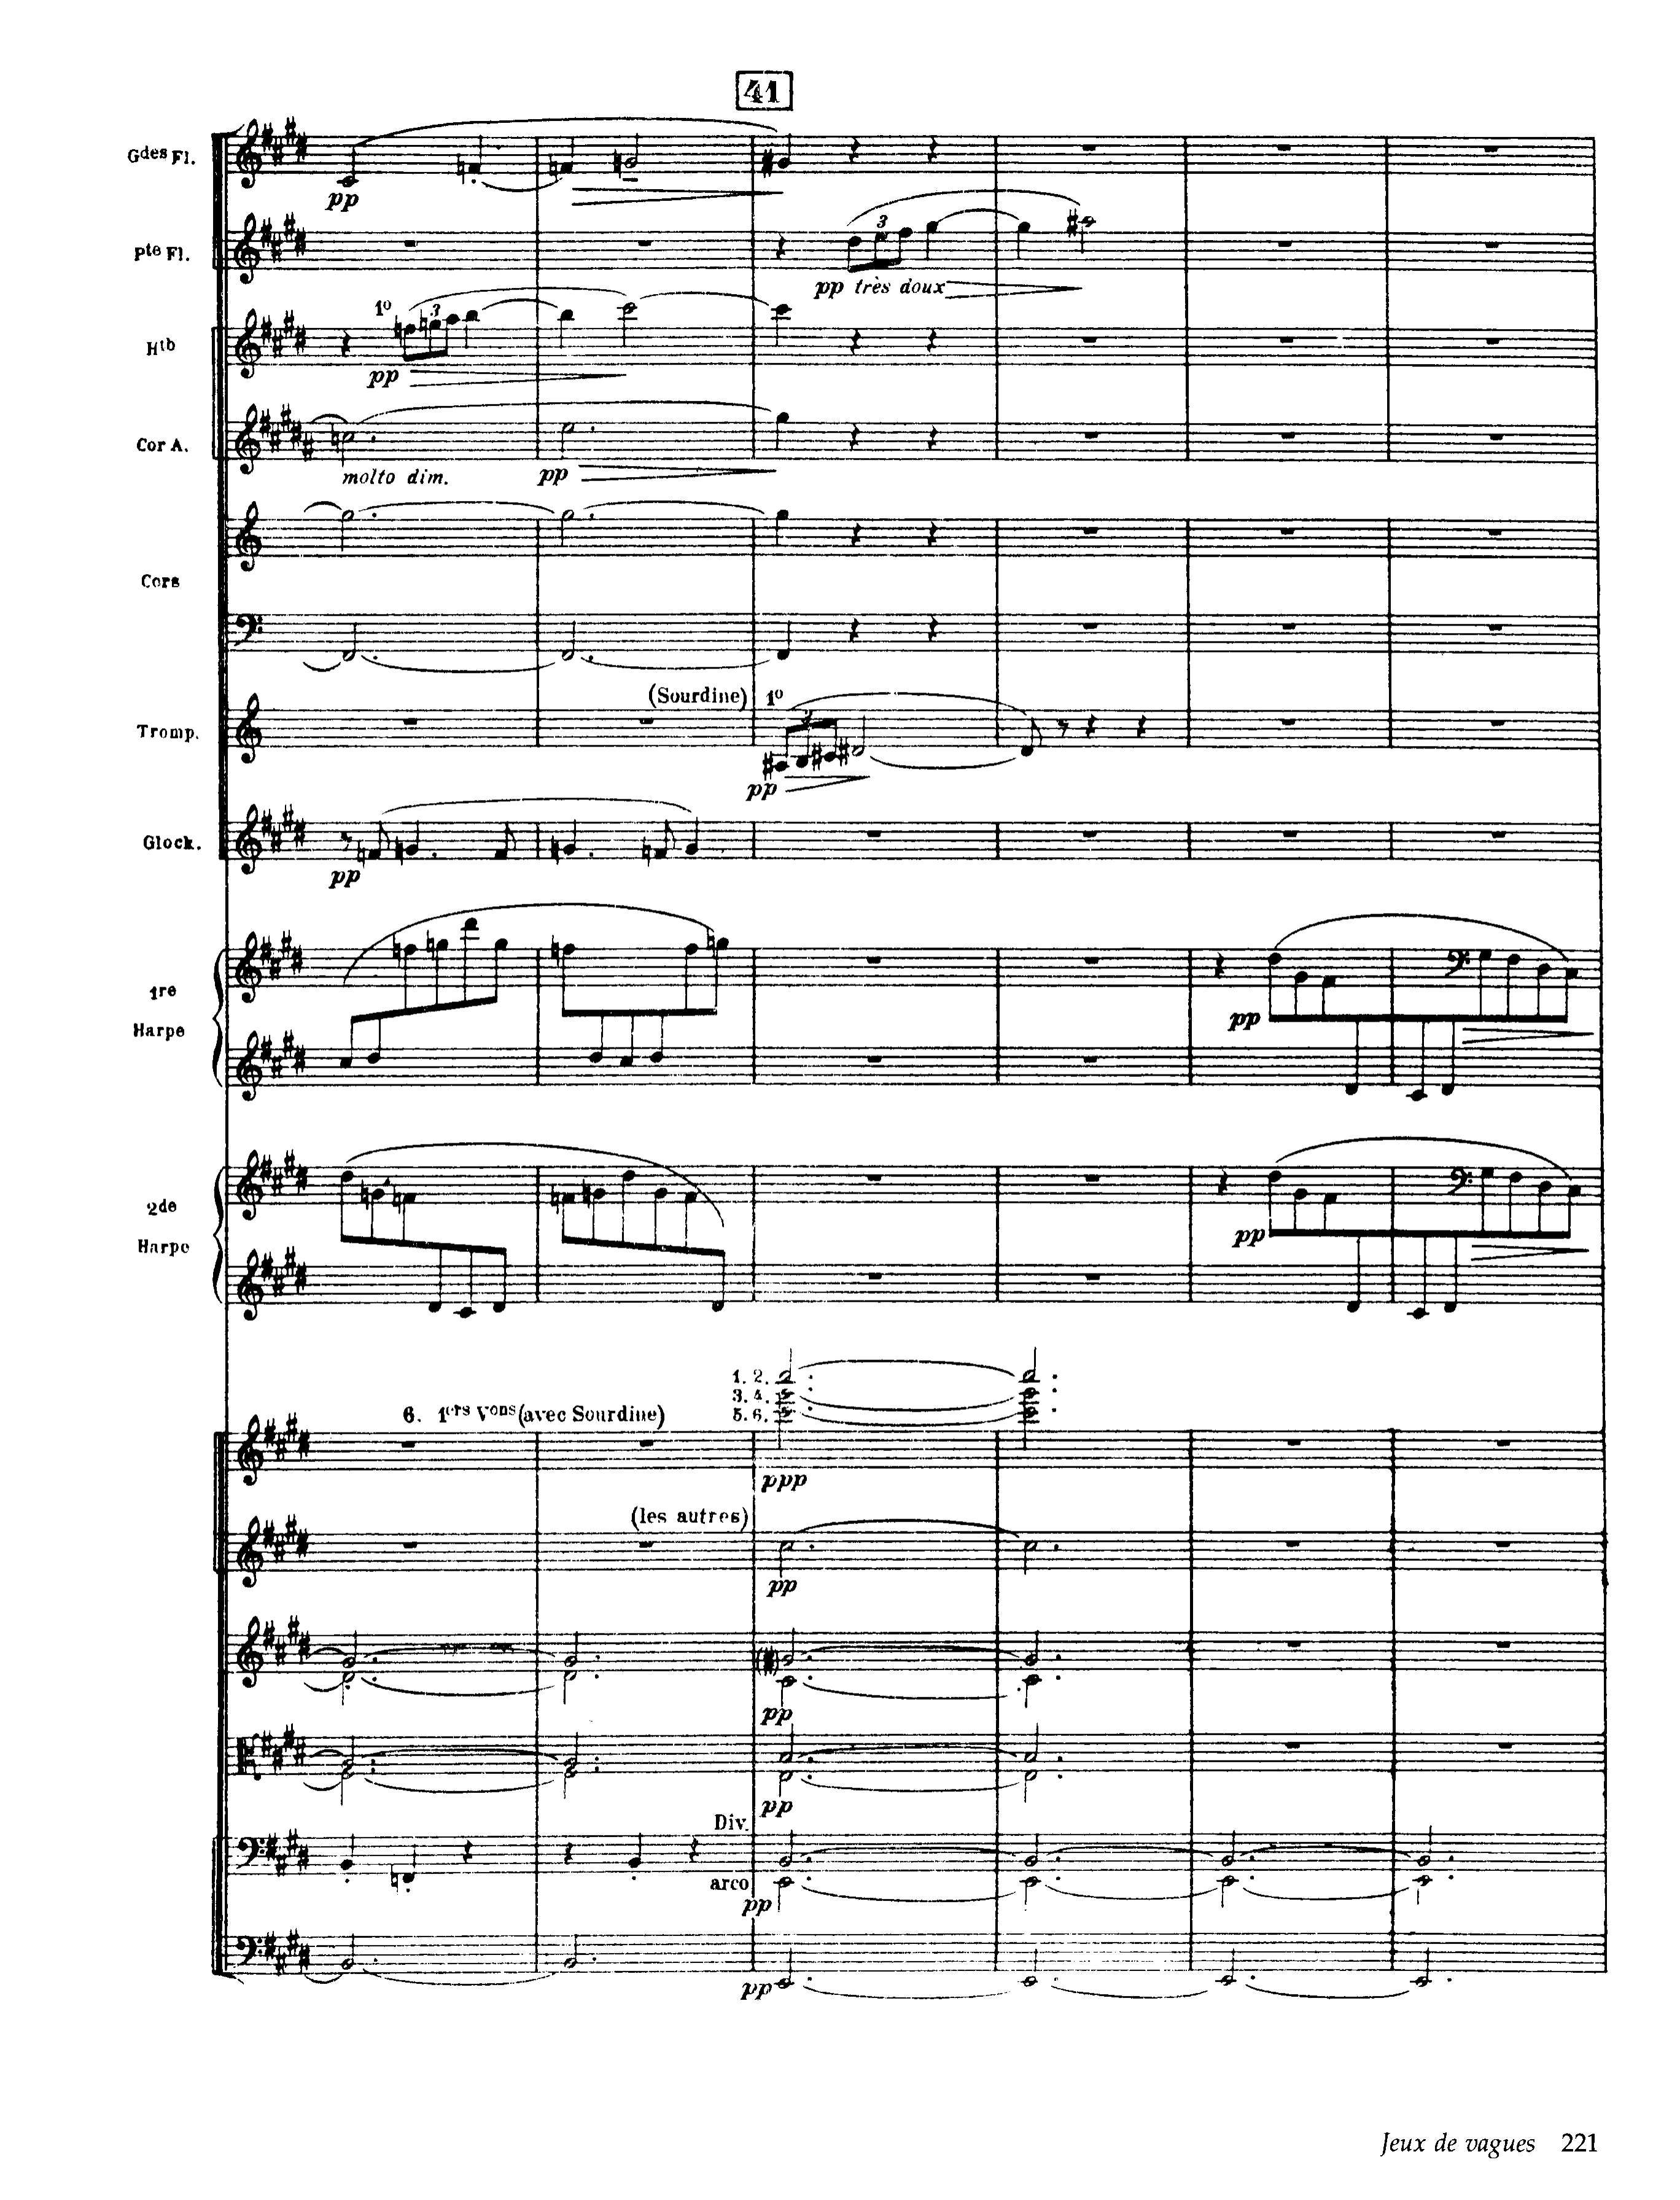 41
Gdes Fl.
pp
Pte Fl.
3
pp très doux
1o
3
Htb
pp
Cor A.
molto dim.
pp
Cors
(Sourdine) 1o
3
Tromp.
pp
Glock.
pp
1re
Harpe
pp
2de
Harpe
pp
1. 2.
3. 4.
6. 1ers Vons (avec Sourdine)
5. 6.
ppp
(les autres)
pp
pp
pp
Div.
arco
pp
pp
Jeux de vagues 221